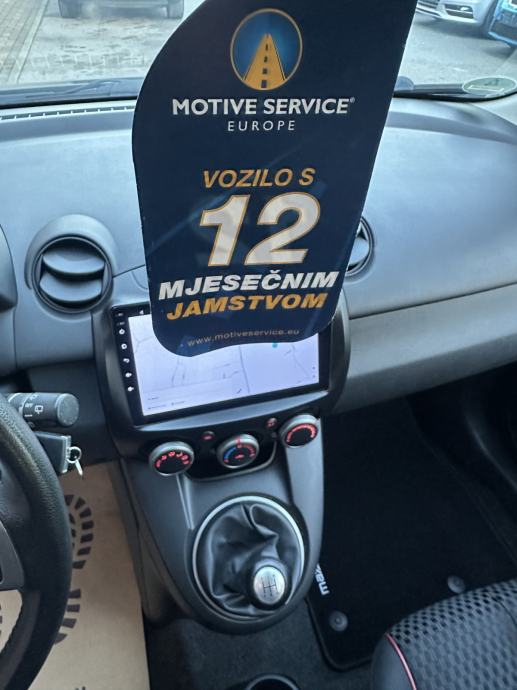 MOTIVE SERVICE®
EUROPE
VOZILO S
12
MJESEČNIM
JAMSTVOM
www.motiveservice.eu